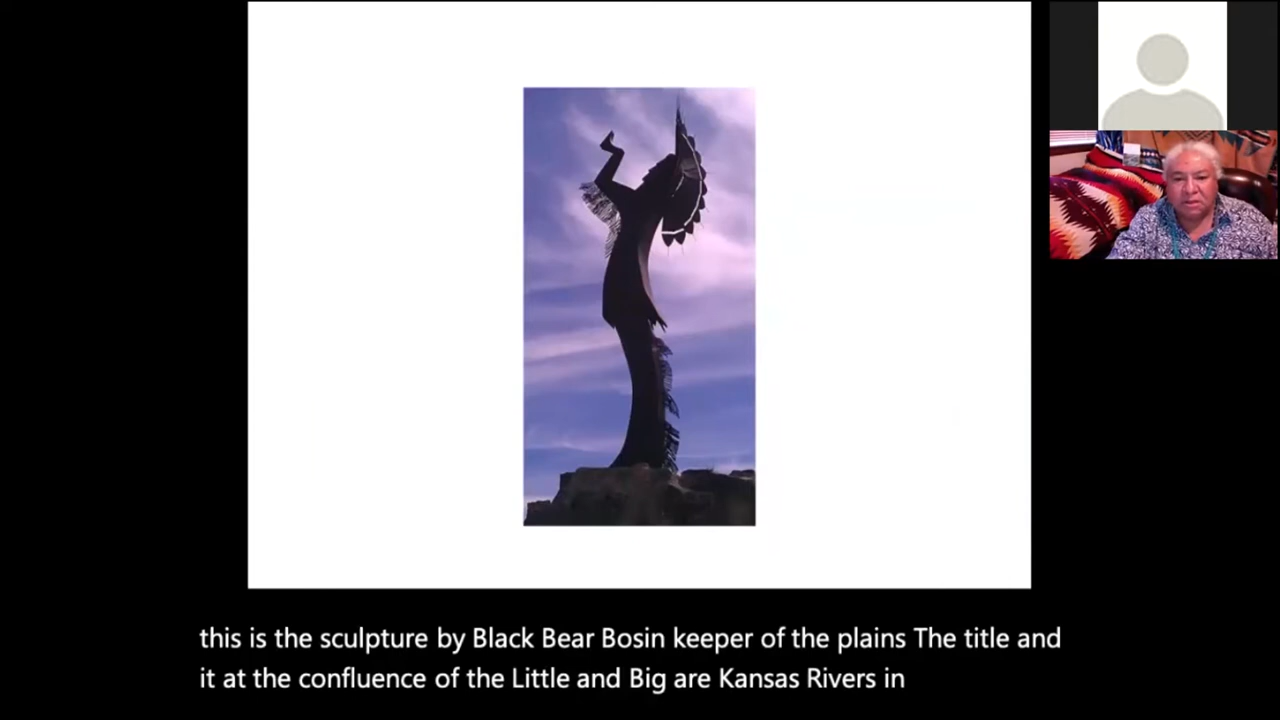 this is the sculpture by Black Bear Bosin keeper of the plains The title and
it at the confluence of the Little and Big are Kansas Rivers in